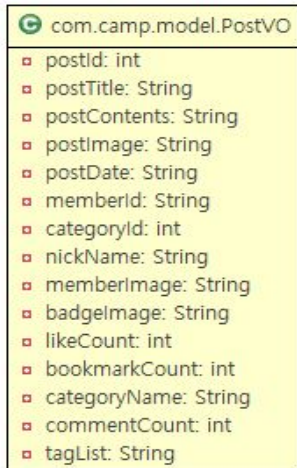 C com.camp.model.PostVO
postId: int
postTitle: String
postContents: String
postImage: String
postDate: String
memberId: String
categoryId: int
nickName: String
memberImage: String
badgeImage: String
likeCount: int
bookmarkCount: int
categoryName: String
commentCount: int
tagList: String